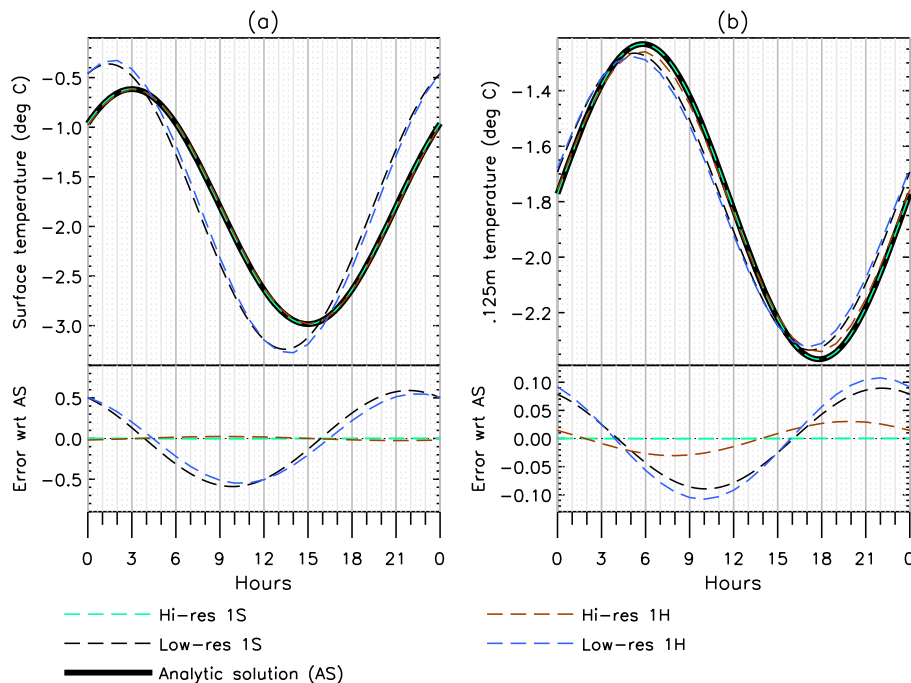 (a)
(b)
Surface temperature (deg C)
−0.5
−1.0
−1.5
−2.0
−2.5
−3.0
.125m temperature (deg C)
−1.4
−1.6
−1.8
−2.0
−2.2
Error wrt AS
0.5
0.0
−0.5
Error wrt AS
0.10
0.05
0.00
−0.05
−0.10
0 3 6 9 12 15 18 21 0
0 3 6 9 12 15 18 21 0
Hours
Hours
Hi−res 1S
Hi−res 1H
Low−res 1S
Low−res 1H
Analytic solution (AS)